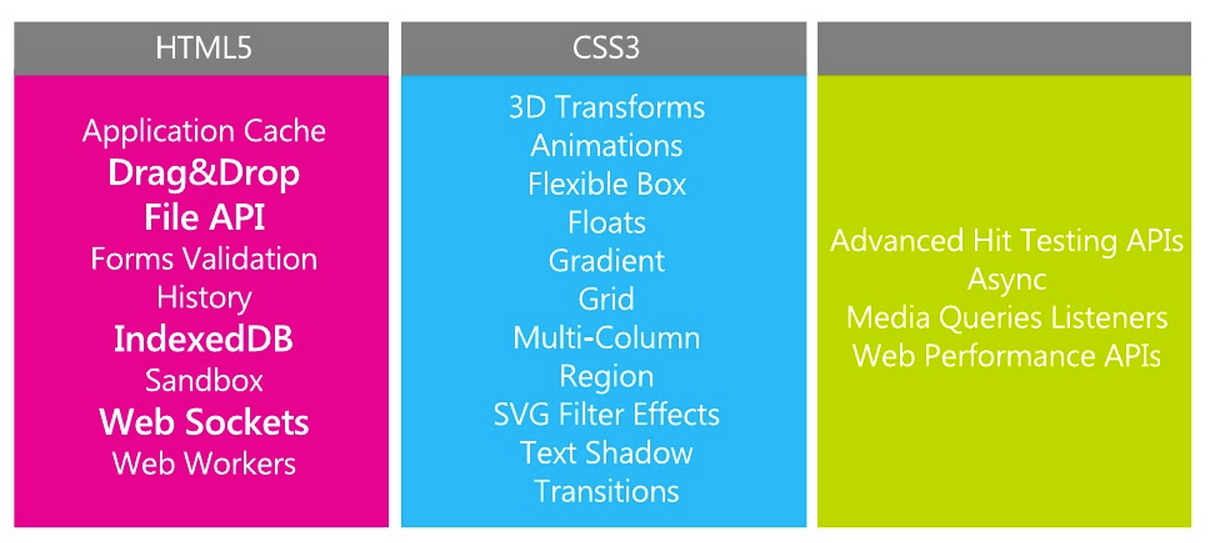 HTML5
Application Cache
Drag&Drop
File API
Forms Validation
History
IndexedDB
Sandbox
Web Sockets
Web Workers
CSS3
3D Transforms
Animations
Flexible Box
Floats
Gradient
Grid
Multi-Column
Region
SVG Filter Effects
Text Shadow
Transitions
Advanced Hit Testing APIs
Async
Media Queries Listeners
Web Performance APIs